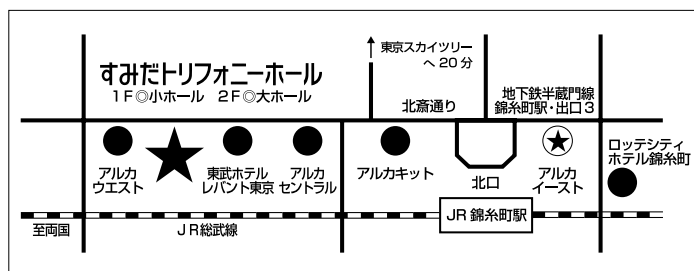 東京スカイツリー
へ20分
すみだトリフォニーホール
1F◎小ホール 2F◎大ホール
北斎通り
地下鉄半蔵門線
錦糸町駅・出口3
アルカ
ウエスト
東武ホテル
レバント東京
アルカ
セントラル
アルカキット
北口
アルカ
イースト
ロッテシティ
ホテル錦糸町
JR錦糸町駅
至両国
JR総武線